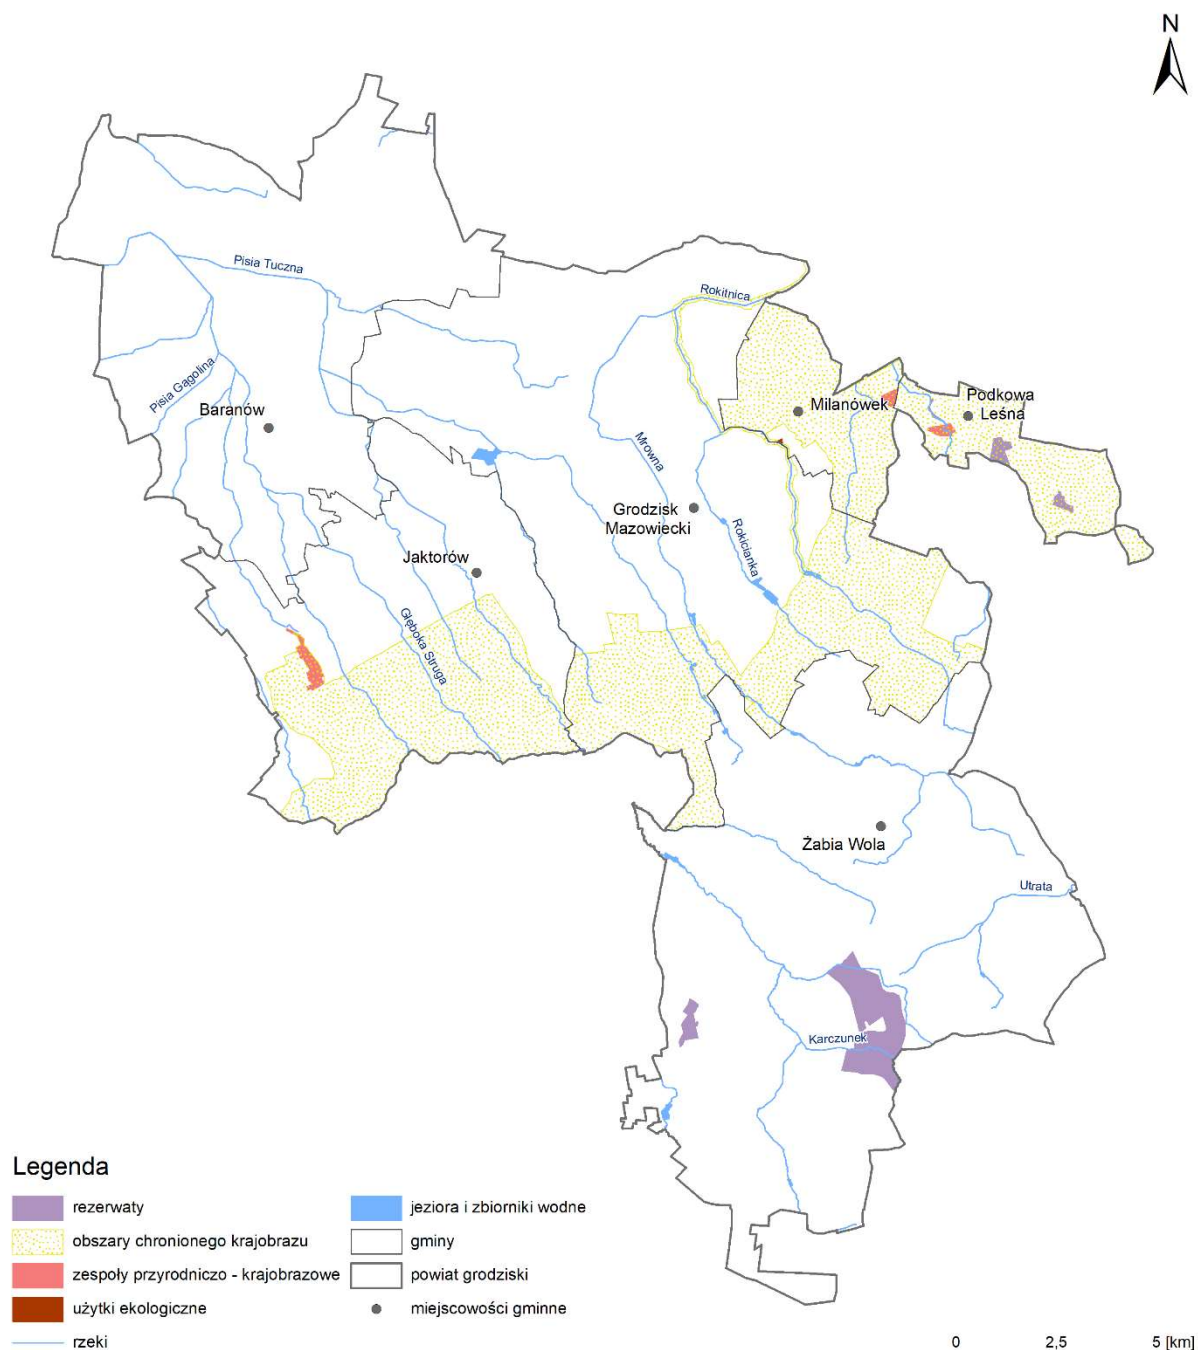 N
Pisia Tuczna
Rokitnica
Pisia Gągolina
Baranów
Milanówek
Podkowa
Leśna
Mrowna
Grodzisk
Mazowiecki
Rokicianka
Jaktorów
Głęboka Struga
Żabia Wola
Utrata
Karczunek
Legenda
rezerwaty
obszary chronionego krajobrazu
zespoły przyrodniczo - krajobrazowe
użytki ekologiczne
rzeki
jeziora i zbiorniki wodne
gminy
powiat grodziski
miejscowości gminne
0 2,5 5 [km]